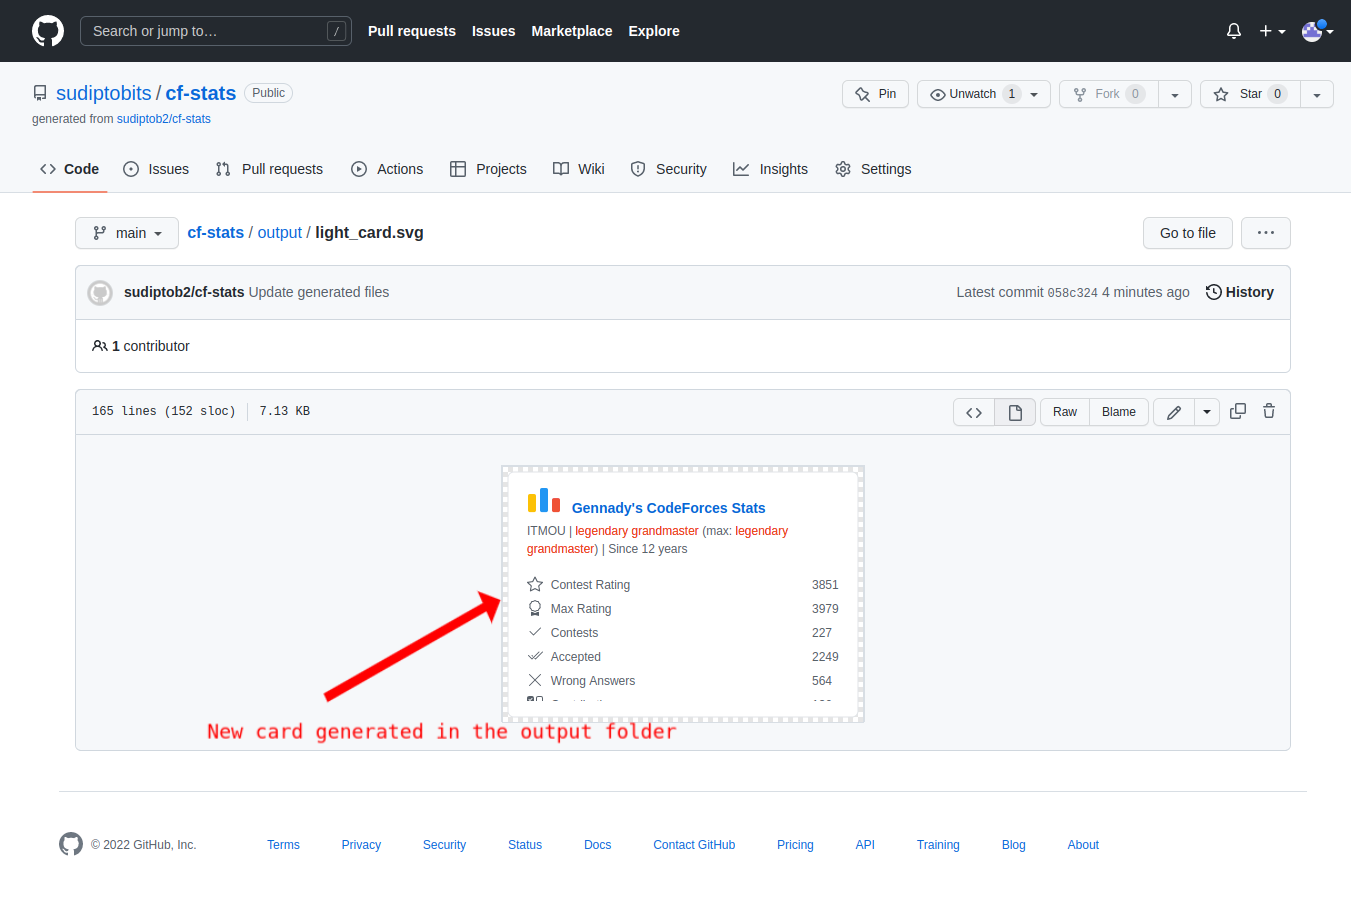 Search or jump to… / Pull requests Issues Marketplace Explore
sudiptobits / cf-stats Public Pin Unwatch 1 Fork 0 Star 0
generated from sudiptob2/cf-stats
Code Issues Pull requests Actions Projects Wiki Security Insights Settings
main cf-stats / output / light_card.svg Go to file ···
sudiptob2/cf-stats Update generated files Latest commit 058c324 4 minutes ago History
1 contributor
165 lines (152 sloc) 7.13 KB Raw Blame
Gennady's CodeForces Stats
ITMOU | legendary grandmaster (max: legendary
grandmaster) | Since 12 years
Contest Rating 3851
Max Rating 3979
Contests 227
Accepted 2249
Wrong Answers 564
New card generated in the output folder
© 2022 GitHub, Inc. Terms Privacy Security Status Docs Contact GitHub Pricing API Training Blog About